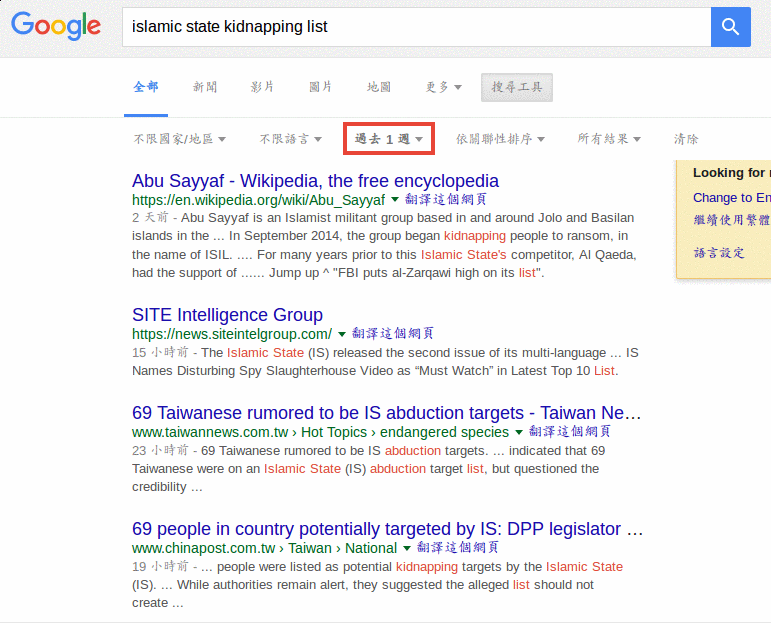 Google
islamic state kidnapping list
全部 新聞 影片 圖片 地圖 更多 搜尋工具
不限國家/地區 不限語言 過去 1 週 依關聯性排序 所有結果 清除
Abu Sayyaf - Wikipedia, the free encyclopedia
https://en.wikipedia.org/wiki/Abu_Sayyaf 翻譯這個網頁
2 天前 - Abu Sayyaf is an Islamist militant group based in and around Jolo and Basilan
islands in the ... In September 2014, the group began kidnapping people to ransom, in
the name of ISIL. .... For many years prior to this Islamic State's competitor, Al Qaeda,
had the support of ...... Jump up ^ "FBI puts al-Zarqawi high on its list".
SITE Intelligence Group
https://news.siteintelgroup.com/ 翻譯這個網頁
15 小時前 - The Islamic State (IS) released the second issue of its multi-language ... IS
Names Disturbing Spy Slaughterhouse Video as “Must Watch” in Latest Top 10 List.
69 Taiwanese rumored to be IS abduction targets - Taiwan Ne...
www.taiwannews.com.tw › Hot Topics › endangered species 翻譯這個網頁
23 小時前 - 69 Taiwanese rumored to be IS abduction targets. ... indicated that 69
Taiwanese were on an Islamic State (IS) abduction target list, but questioned the
credibility ...
69 people in country potentially targeted by IS: DPP legislator ...
www.chinapost.com.tw › Taiwan › National 翻譯這個網頁
19 小時前 - ... people were listed as potential kidnapping targets by the Islamic State
(IS). ... While authorities remain alert, they suggested the alleged list should not
create ...
Looking for
Change to En
繼續使用繁體
語言設定